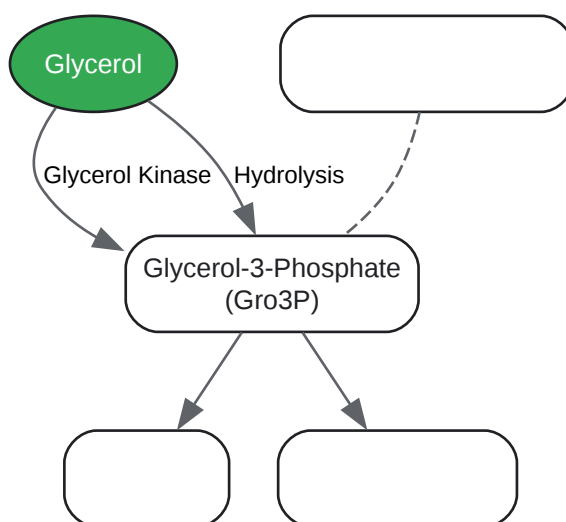 Glycerol
Glycerol Kinase
Hydrolysis
Glycerol-3-Phosphate
(Gro3P)